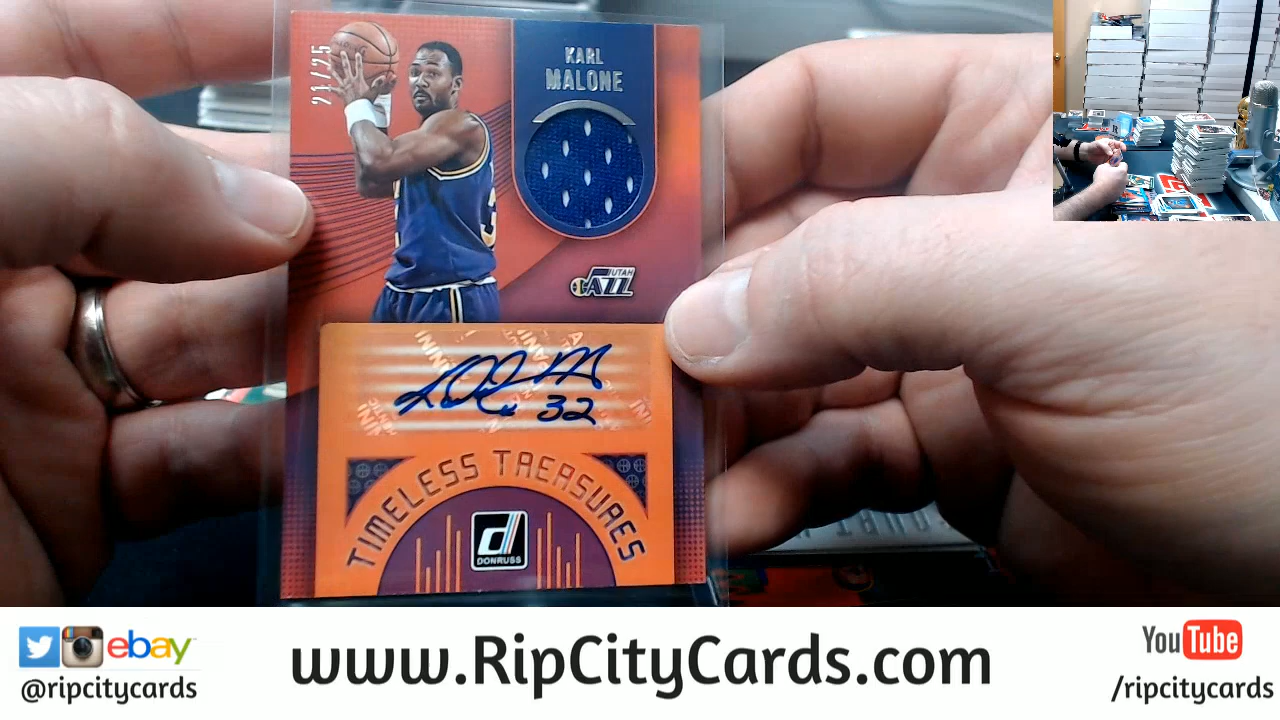 21/25
KARL
MALONE
UTAH
JAZZ
32
TIMELESS TREASURES
d
DONRUSS
ebay
@ripcitycards
www.RipCityCards.com
YouTube
/ripcitycards